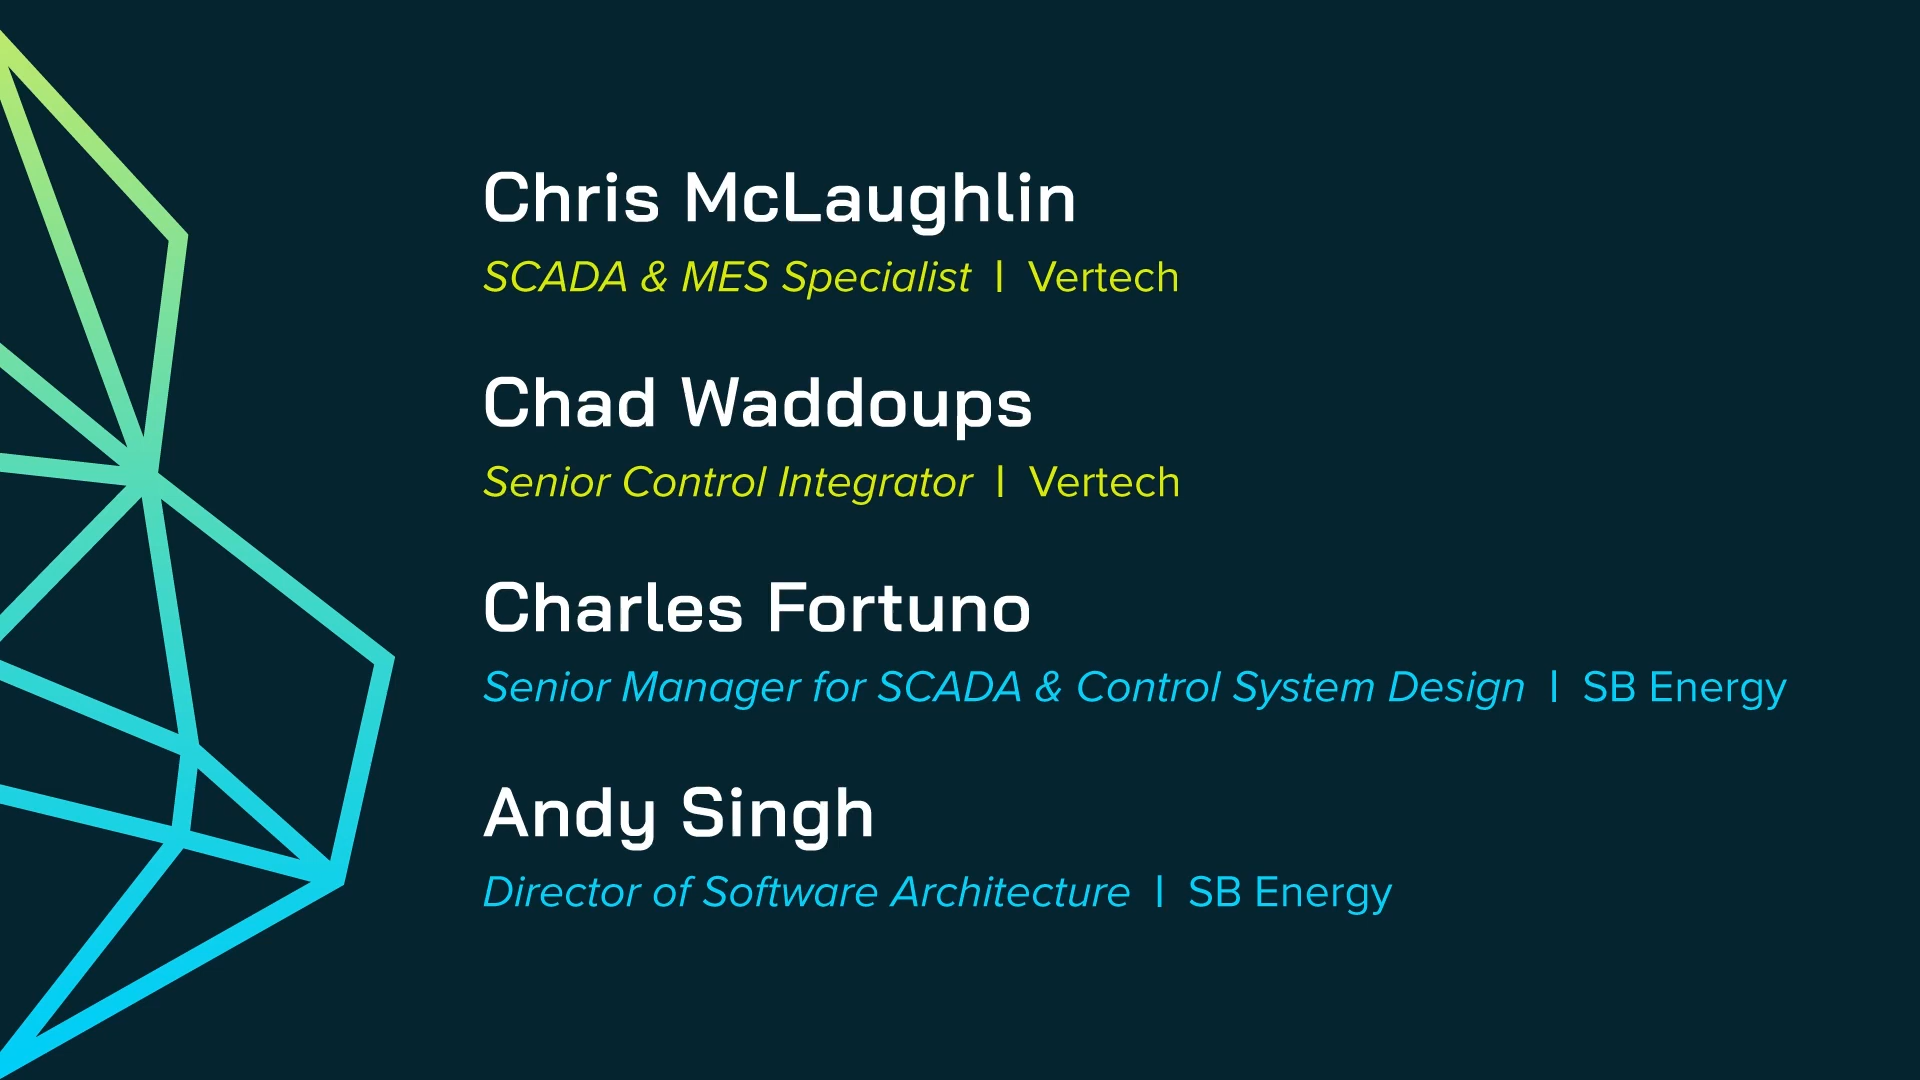 Chris McLaughlin
SCADA & MES Specialist | Vertech
Chad Waddoups
Senior Control Integrator | Vertech
Charles Fortuno
Senior Manager for SCADA & Control System Design | SB Energy
Andy Singh
Director of Software Architecture | SB Energy